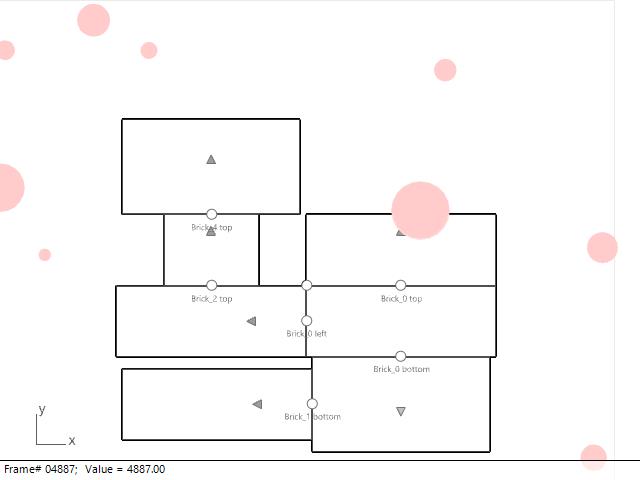 Brick_4 top
Brick_2 top
Brick_0 top
Brick_0 left
Brick_0 bottom
Brick_1 bottom
y
x
Frame# 04887; Value = 4887.00